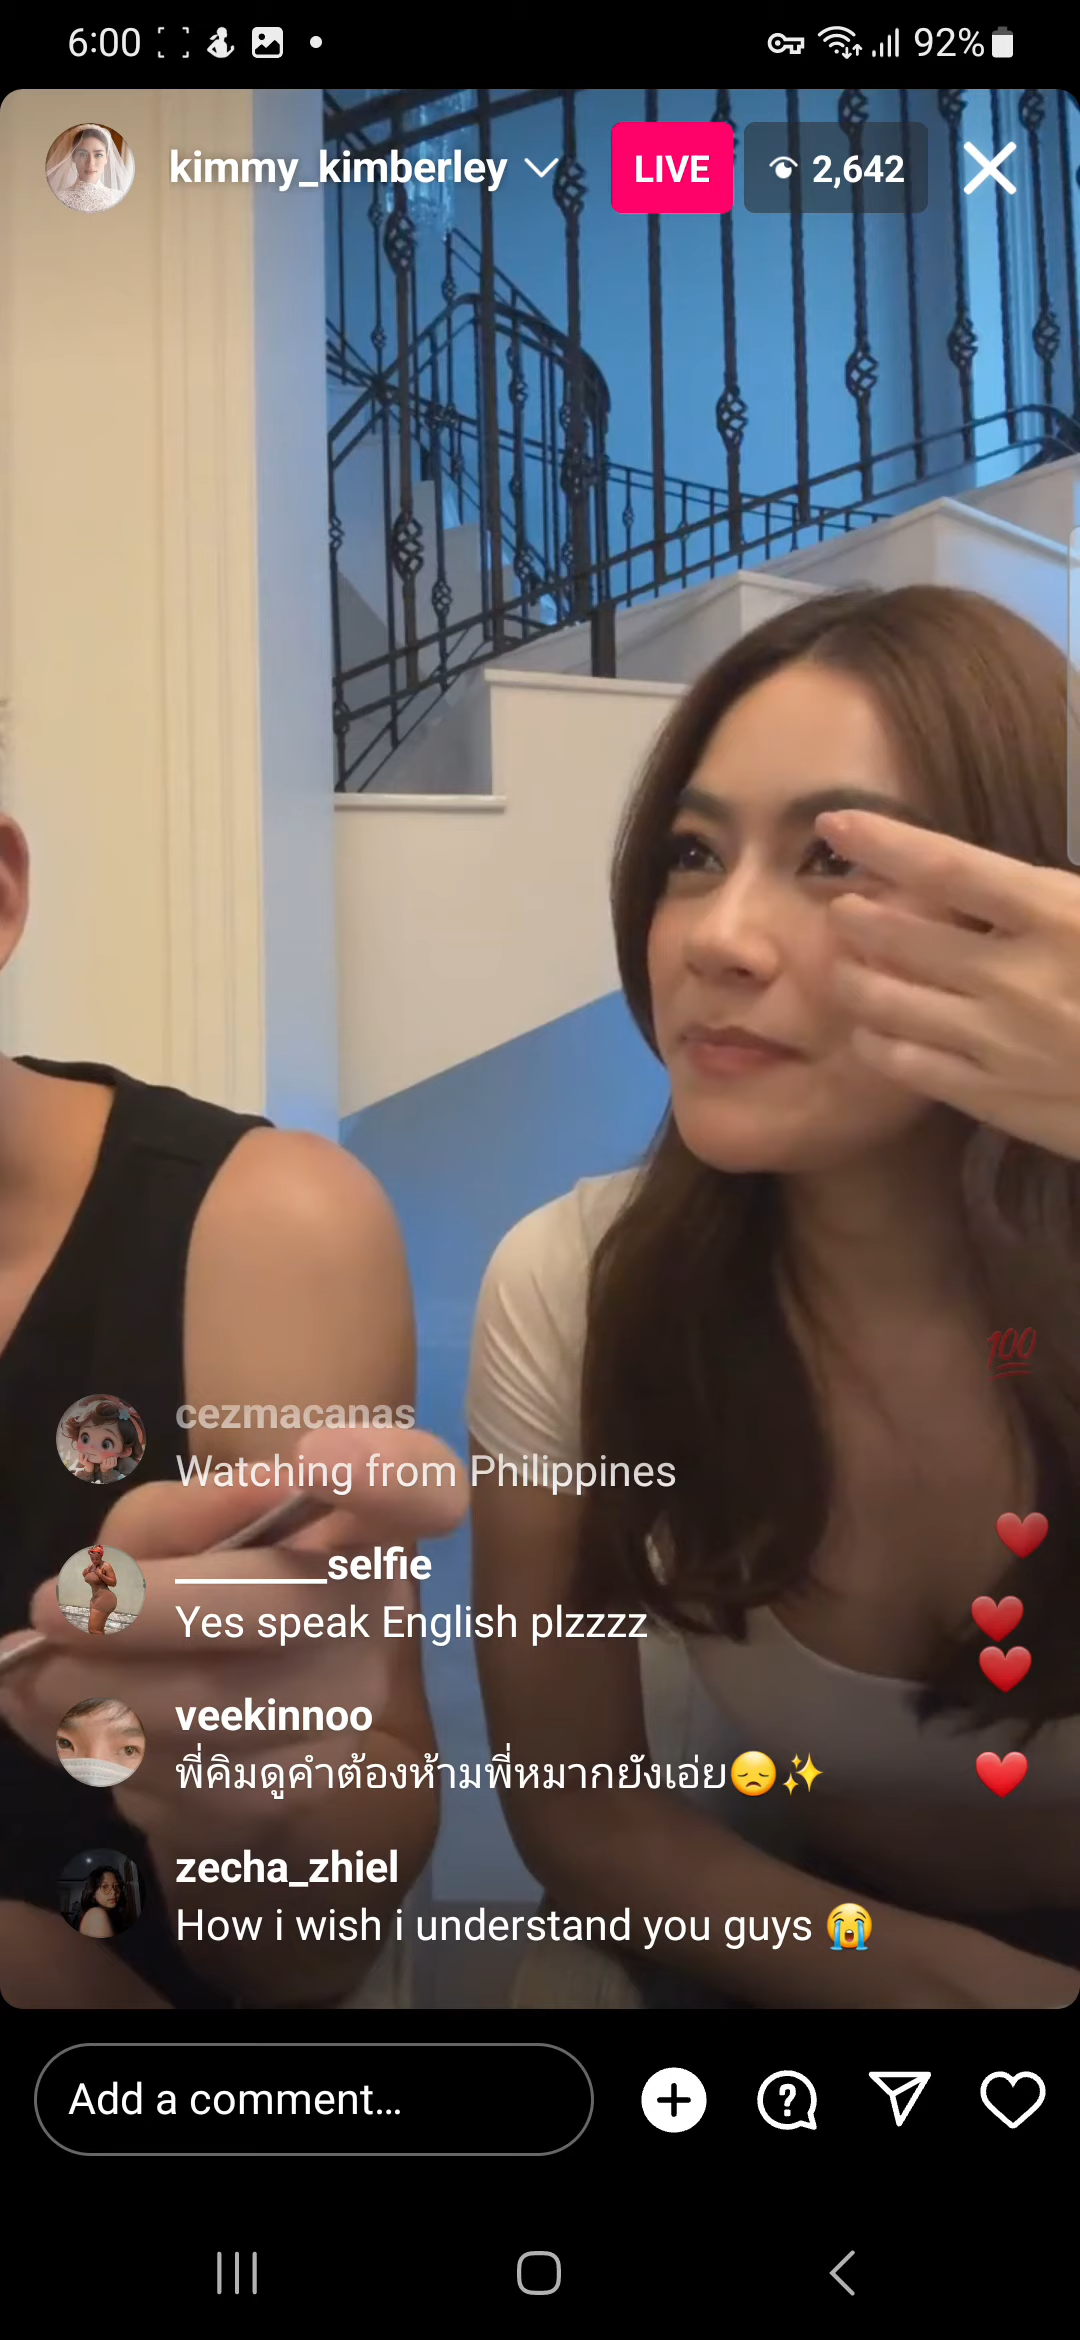 6:00
92%
kimmy_kimberley
LIVE
2,642
💯
cezmacanas
Watching from Philippines
________selfie
Yes speak English plzzzz
veekinnoo
พี่คิมดูคำต้องห้ามพี่หมากยังเอ่ย😞✨
zecha_zhiel
How i wish i understand you guys 😭
Add a comment...